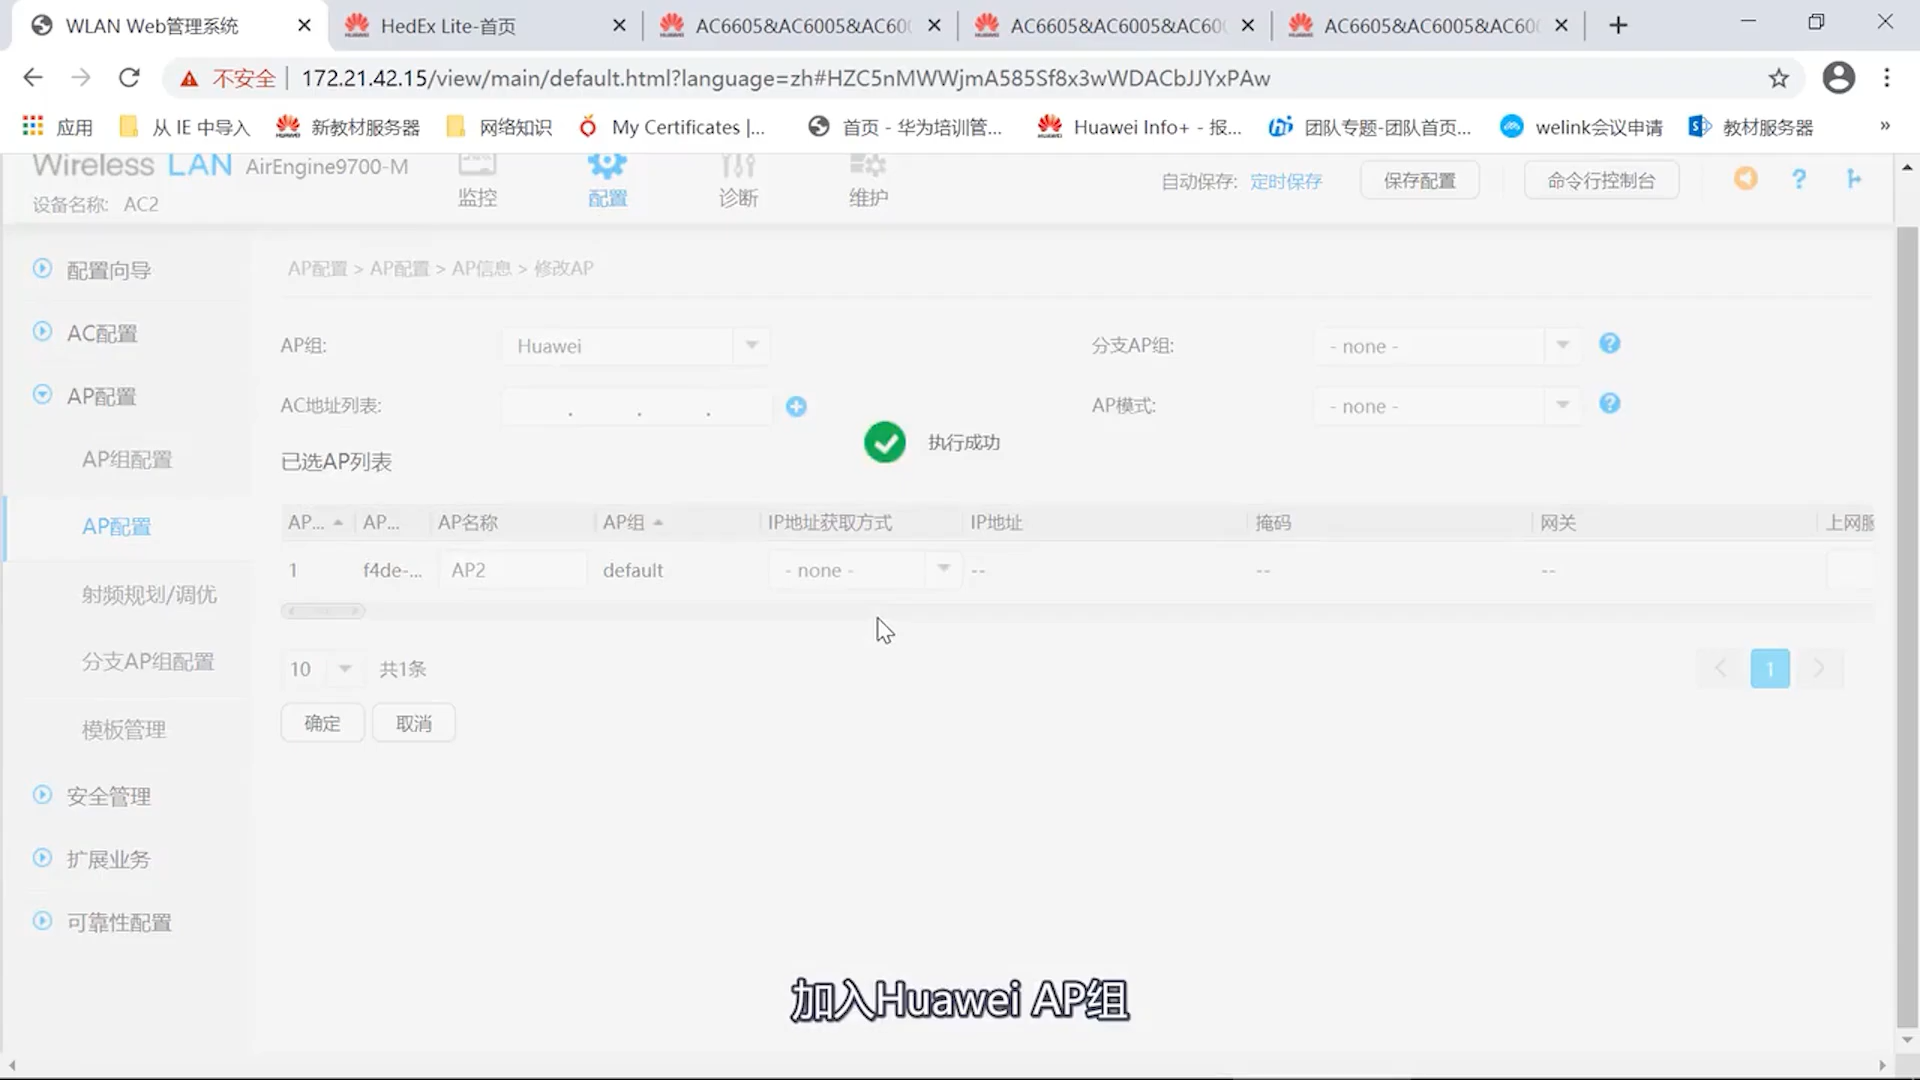 WLAN Web管理系统
HedEx Lite-首页
AC6605&AC6005&AC60
AC6605&AC6005&AC60
AC6605&AC6005&AC60
不安全 172.21.42.15/view/main/default.html?language=zh#HZC5nMWWjmA585Sf8x3wWDACbJJYxPAw
应用 从 IE 中导入 新教材服务器 网络知识 My Certificates |... 首页 - 华为培训管... Huawei Info+ - 报... 团队专题-团队首页... welink会议申请 教材服务器 »
Wireless LAN AirEngine9700-M
设备名称: AC2
监控
配置
诊断
维护
自动保存: 定时保存
保存配置
命令行控制台
配置向导
AC配置
AP配置
AP组配置
AP配置
射频规划/调优
分支AP组配置
模板管理
安全管理
扩展业务
可靠性配置
AP配置 > AP配置 > AP信息 > 修改AP
AP组: Huawei 分支AP组: - none -
AC地址列表: . . . AP模式: - none -
执行成功
已选AP列表
AP... AP... AP名称 AP组 IP地址获取方式 IP地址 掩码 网关 上网服
1 f4de-... AP2 default - none - -- -- --
10 共1条 1
确定 取消
加入Huawei AP组